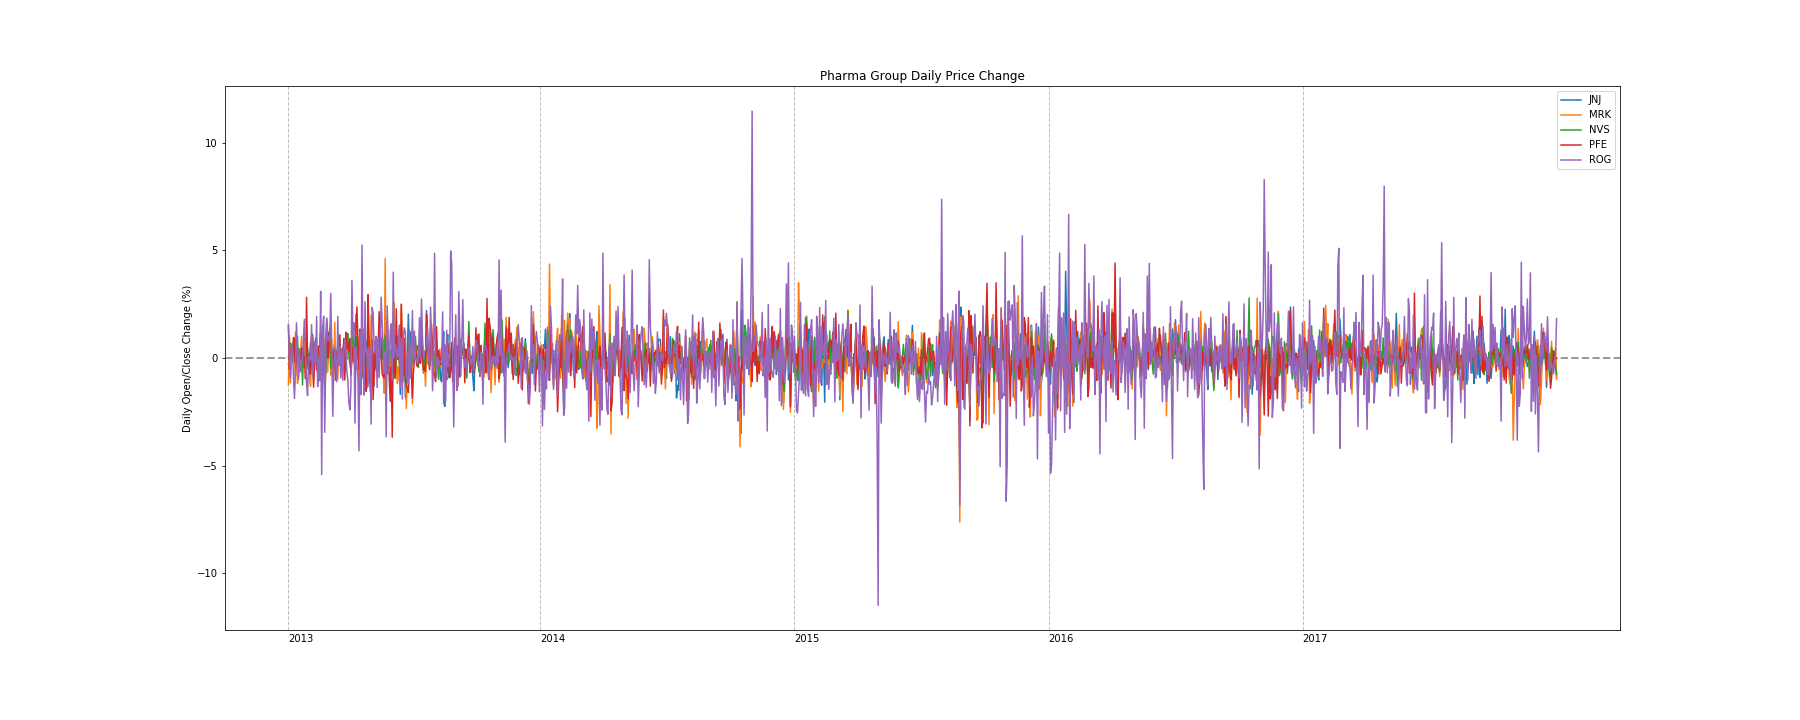 Pharma Group Daily Price Change
JNJ
MRK
NVS
PFE
ROG
Daily Open/Close Change (%)
10
5
0
−5
−10
2013
2014
2015
2016
2017